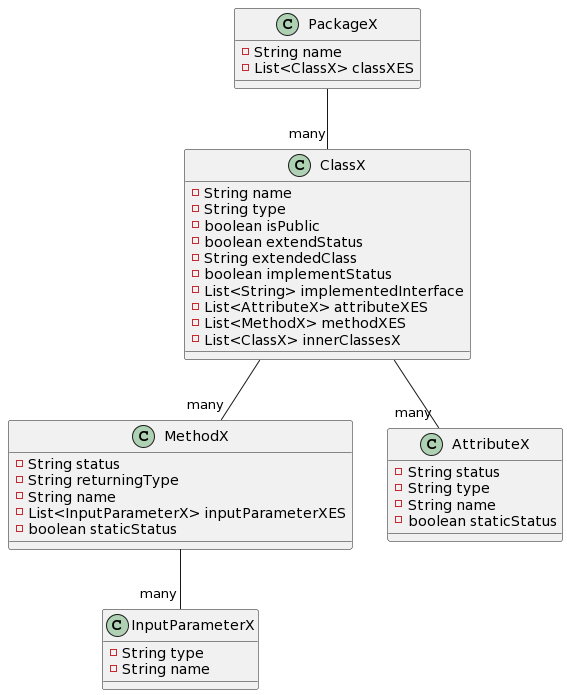 C PackageX
String name
List<ClassX> classXES
many
C ClassX
String name
String type
boolean isPublic
boolean extendStatus
String extendedClass
boolean implementStatus
List<String> implementedInterface
List<AttributeX> attributeXES
List<MethodX> methodXES
List<ClassX> innerClassesX
many
many
C MethodX
String status
String returningType
String name
List<InputParameterX> inputParameterXES
boolean staticStatus
C AttributeX
String status
String type
String name
boolean staticStatus
many
C InputParameterX
String type
String name